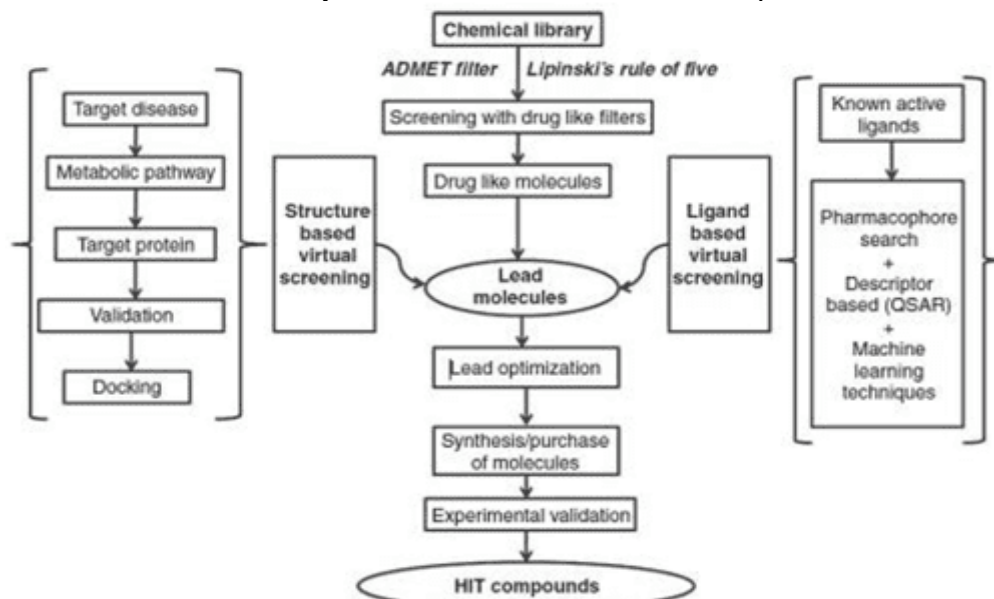 Chemical library
ADMET filter
Lipinski's rule of five
Screening with drug like filters
Drug like molecules
Target disease
Metabolic pathway
Target protein
Validation
Docking
Structure
based
virtual
screening
Lead
molecules
Ligand
based
virtual
screening
Known active
ligands
Pharmacophore
search
+
Descriptor
based (QSAR)
+
Machine
learning
techniques
Lead optimization
Synthesis/purchase
of molecules
Experimental validation
HIT compounds